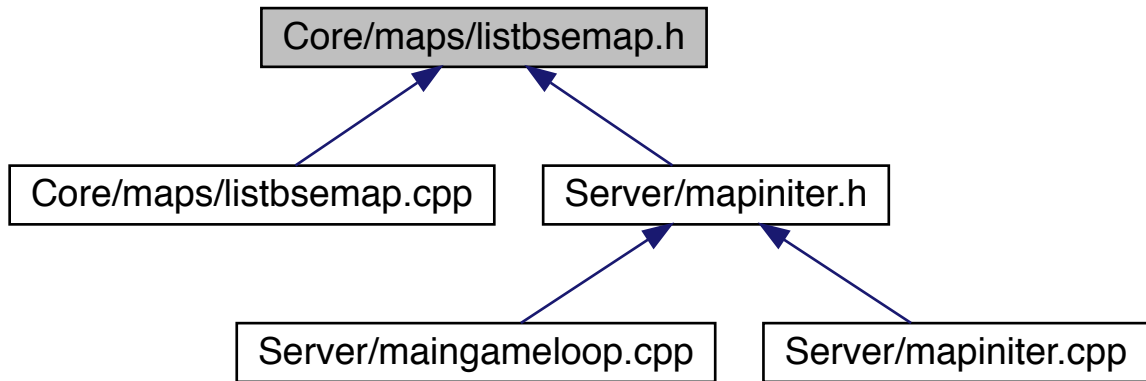 Core/maps/listbsemap.h
Core/maps/listbsemap.cpp
Server/mapiniter.h
Server/maingameloop.cpp
Server/mapiniter.cpp